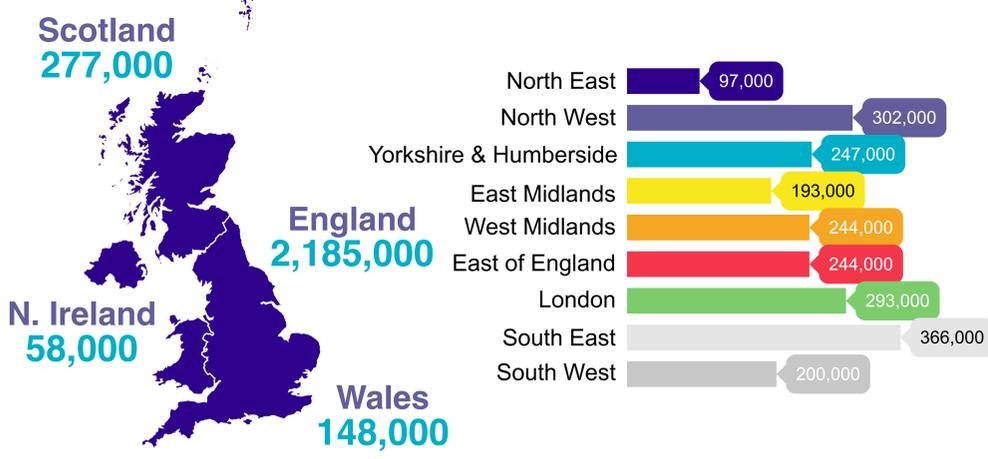 Scotland
277,000
England
2,185,000
N. Ireland
58,000
Wales
148,000
North East 97,000
North West 302,000
Yorkshire & Humberside 247,000
East Midlands 193,000
West Midlands 244,000
East of England 244,000
London 293,000
South East 366,000
South West 200,000